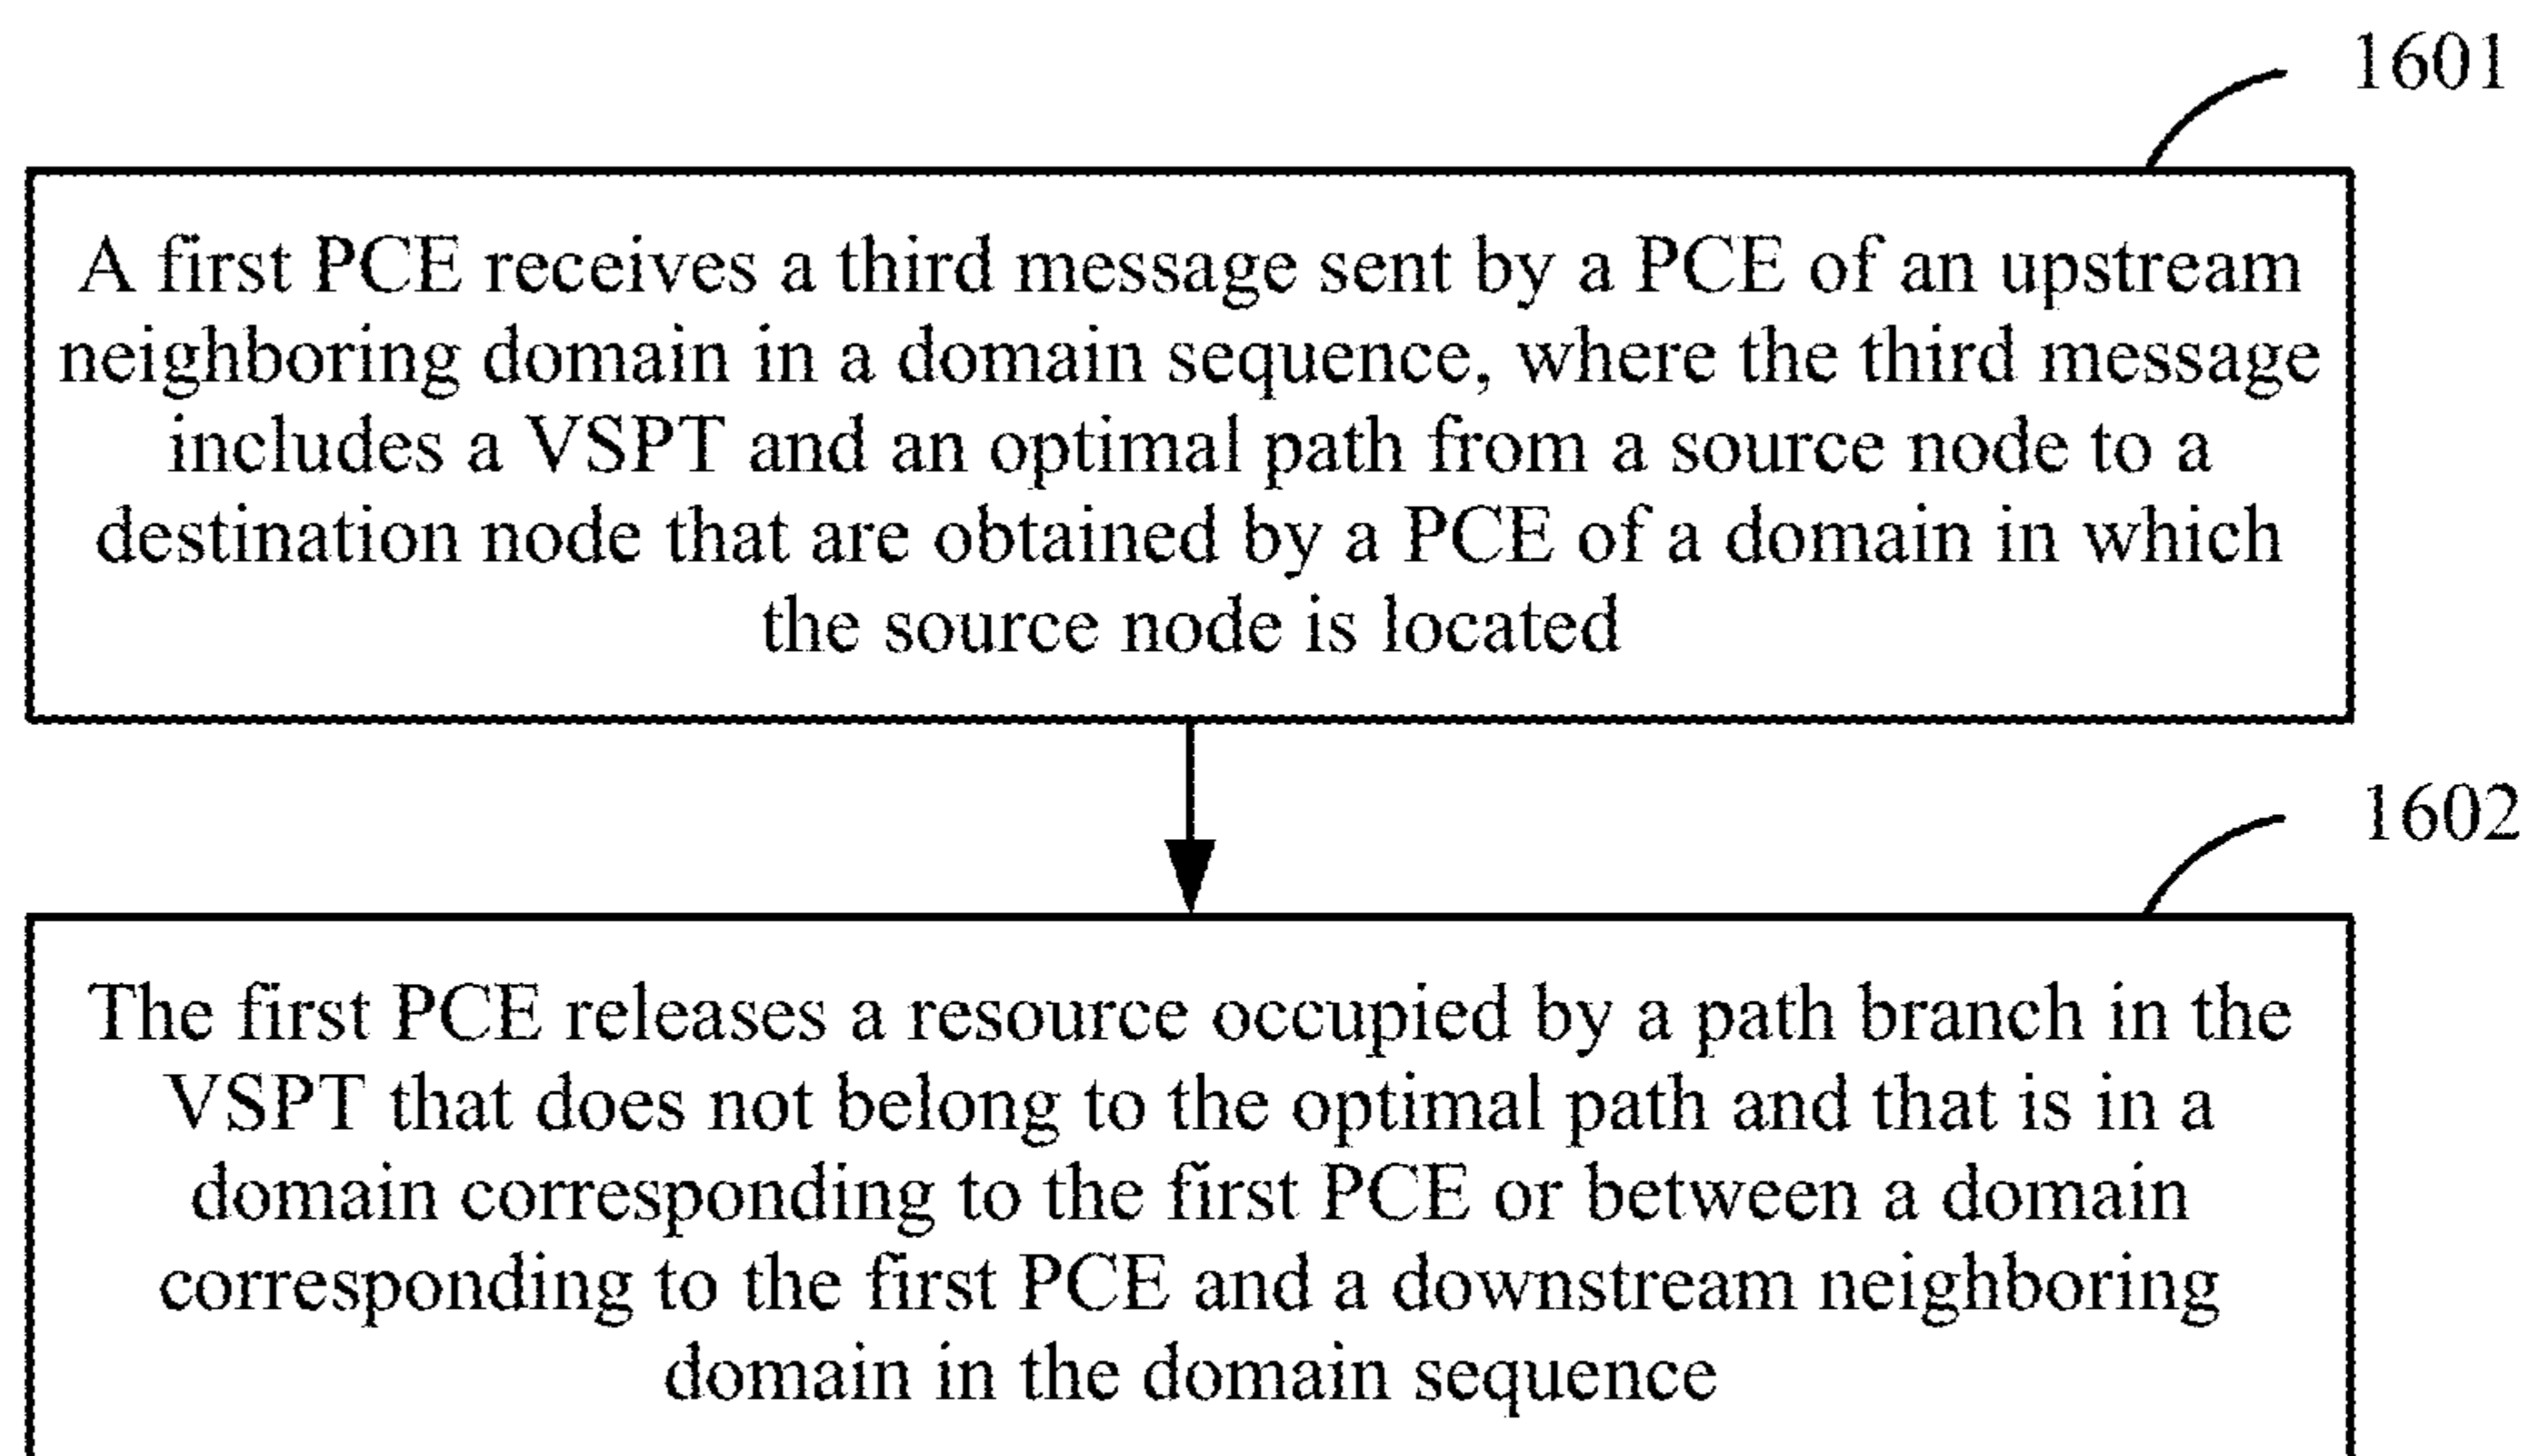 1601
A first PCE receives a third message sent by a PCE of an upstream
neighboring domain in a domain sequence, where the third message
includes a VSPT and an optimal path from a source node to a
destination node that are obtained by a PCE of a domain in which
the source node is located
1602
The first PCE releases a resource occupied by a path branch in the
VSPT that does not belong to the optimal path and that is in a
domain corresponding to the first PCE or between a domain
corresponding to the first PCE and a downstream neighboring
domain in the domain sequence